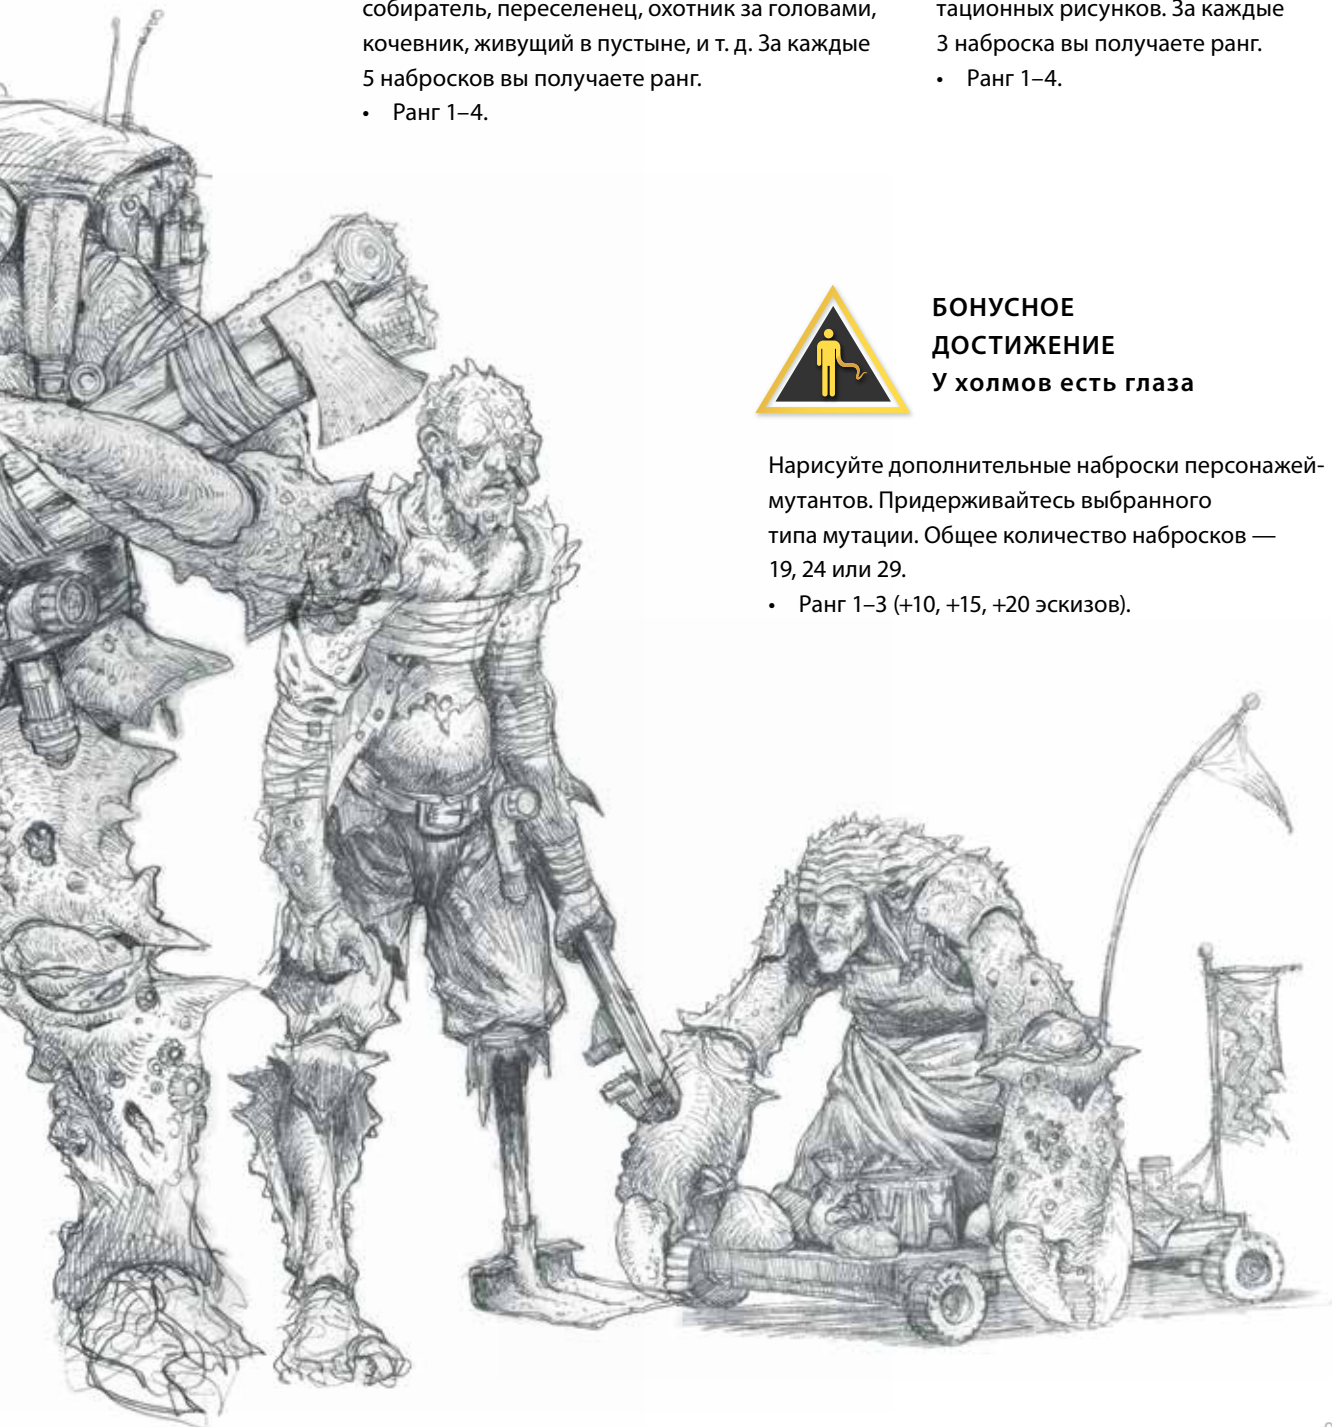 собиратель, переселенец, охотник за головами,
кочевник, живущий в пустыне, и т. д. За каждые
5 набросков вы получаете ранг.
• Ранг 1–4.
тационных рисунков. За каждые
3 наброска вы получаете ранг.
• Ранг 1–4.
БОНУСНОЕ
ДОСТИЖЕНИЕ
У холмов есть глаза
Нарисуйте дополнительные наброски персонажей-
мутантов. Придерживайтесь выбранного
типа мутации. Общее количество набросков —
19, 24 или 29.
• Ранг 1–3 (+10, +15, +20 эскизов).